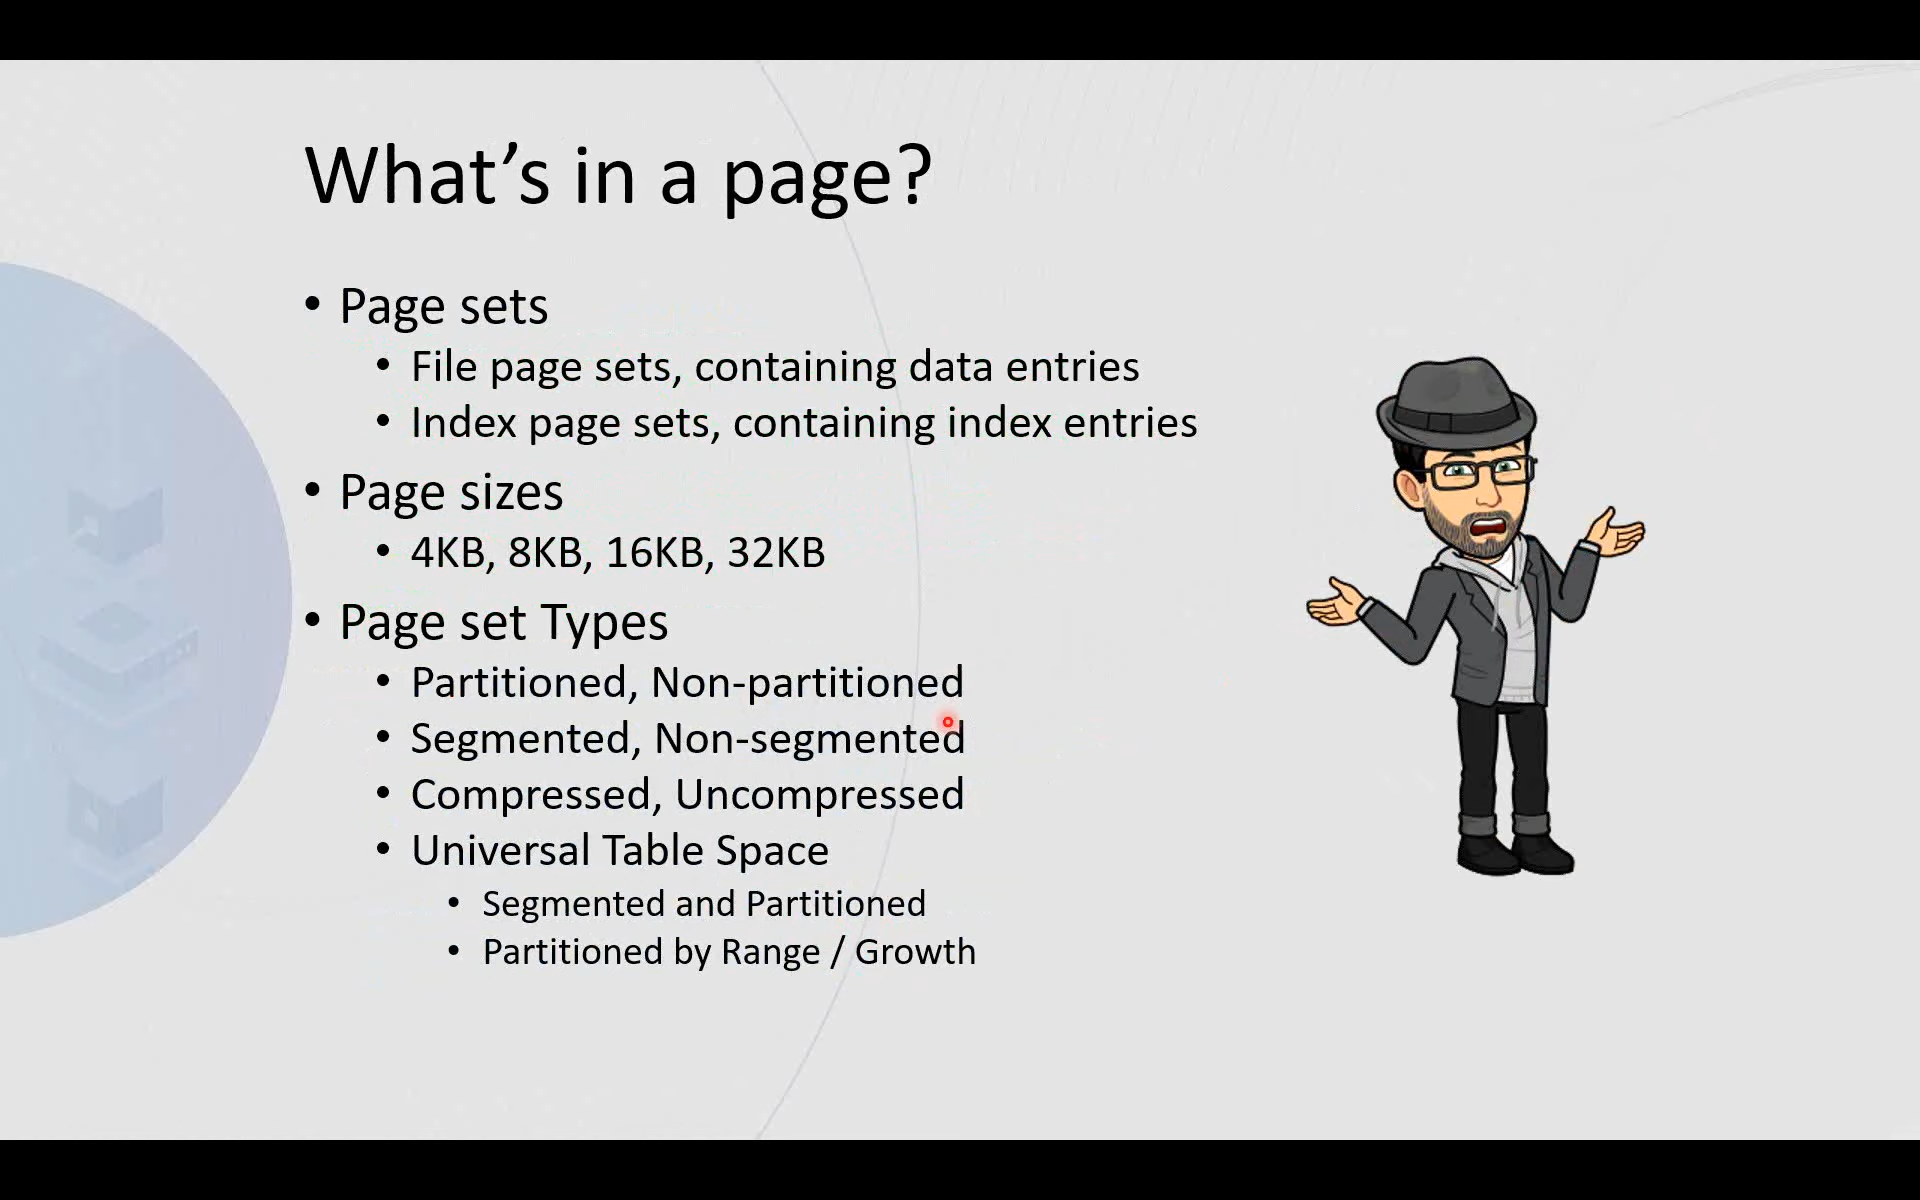 What’s in a page?
• Page sets
• File page sets, containing data entries
• Index page sets, containing index entries
• Page sizes
• 4KB, 8KB, 16KB, 32KB
• Page set Types
• Partitioned, Non-partitioned
• Segmented, Non-segmented
• Compressed, Uncompressed
• Universal Table Space
• Segmented and Partitioned
• Partitioned by Range / Growth